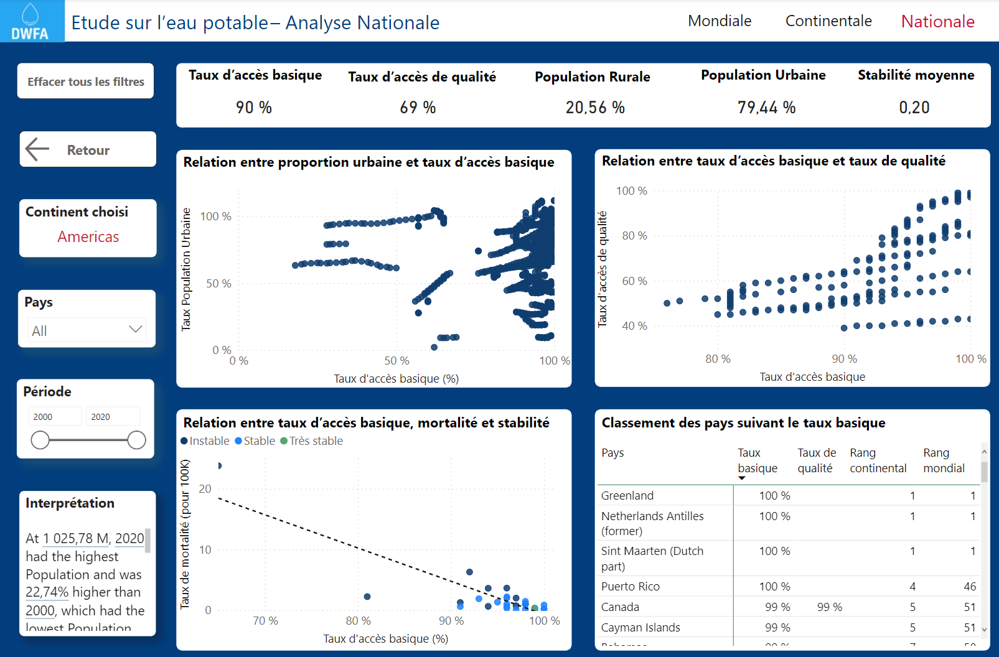 DWFA
Etude sur l’eau potable– Analyse Nationale
Mondiale
Continentale
Nationale
Effacer tous les filtres
Retour
Continent choisi
Americas
Pays
All
Période
2000
2020
Interprétation
At 1 025,78 M, 2020
had the highest
Population and was
22,74% higher than
2000, which had the
lowest Population
Taux d’accès basique
90 %
Taux d’accès de qualité
69 %
Population Rurale
20,56 %
Population Urbaine
79,44 %
Stabilité moyenne
0,20
Relation entre proportion urbaine et taux d’accès basique
Taux Population Urbaine
100 %
50 %
0 %
0 %
50 %
100 %
Taux d'accès basique (%)
Relation entre taux d’accès basique et taux de qualité
Taux d'accès de qualité
100 %
80 %
60 %
40 %
80 %
90 %
100 %
Taux d'accès basique
Relation entre taux d’accès basique, mortalité et stabilité
Instable
Stable
Très stable
Taux de mortalité (pour 100K)
20
10
0
70 %
80 %
90 %
100 %
Taux d'accès basique (%)
Classement des pays suivant le taux basique
Pays Taux basique Taux de qualité Rang continental Rang mondial
Greenland 100 % 1 1
Netherlands Antilles (former) 100 % 1 1
Sint Maarten (Dutch part) 100 % 1 1
Puerto Rico 100 % 4 46
Canada 99 % 99 % 5 51
Cayman Islands 99 % 5 51